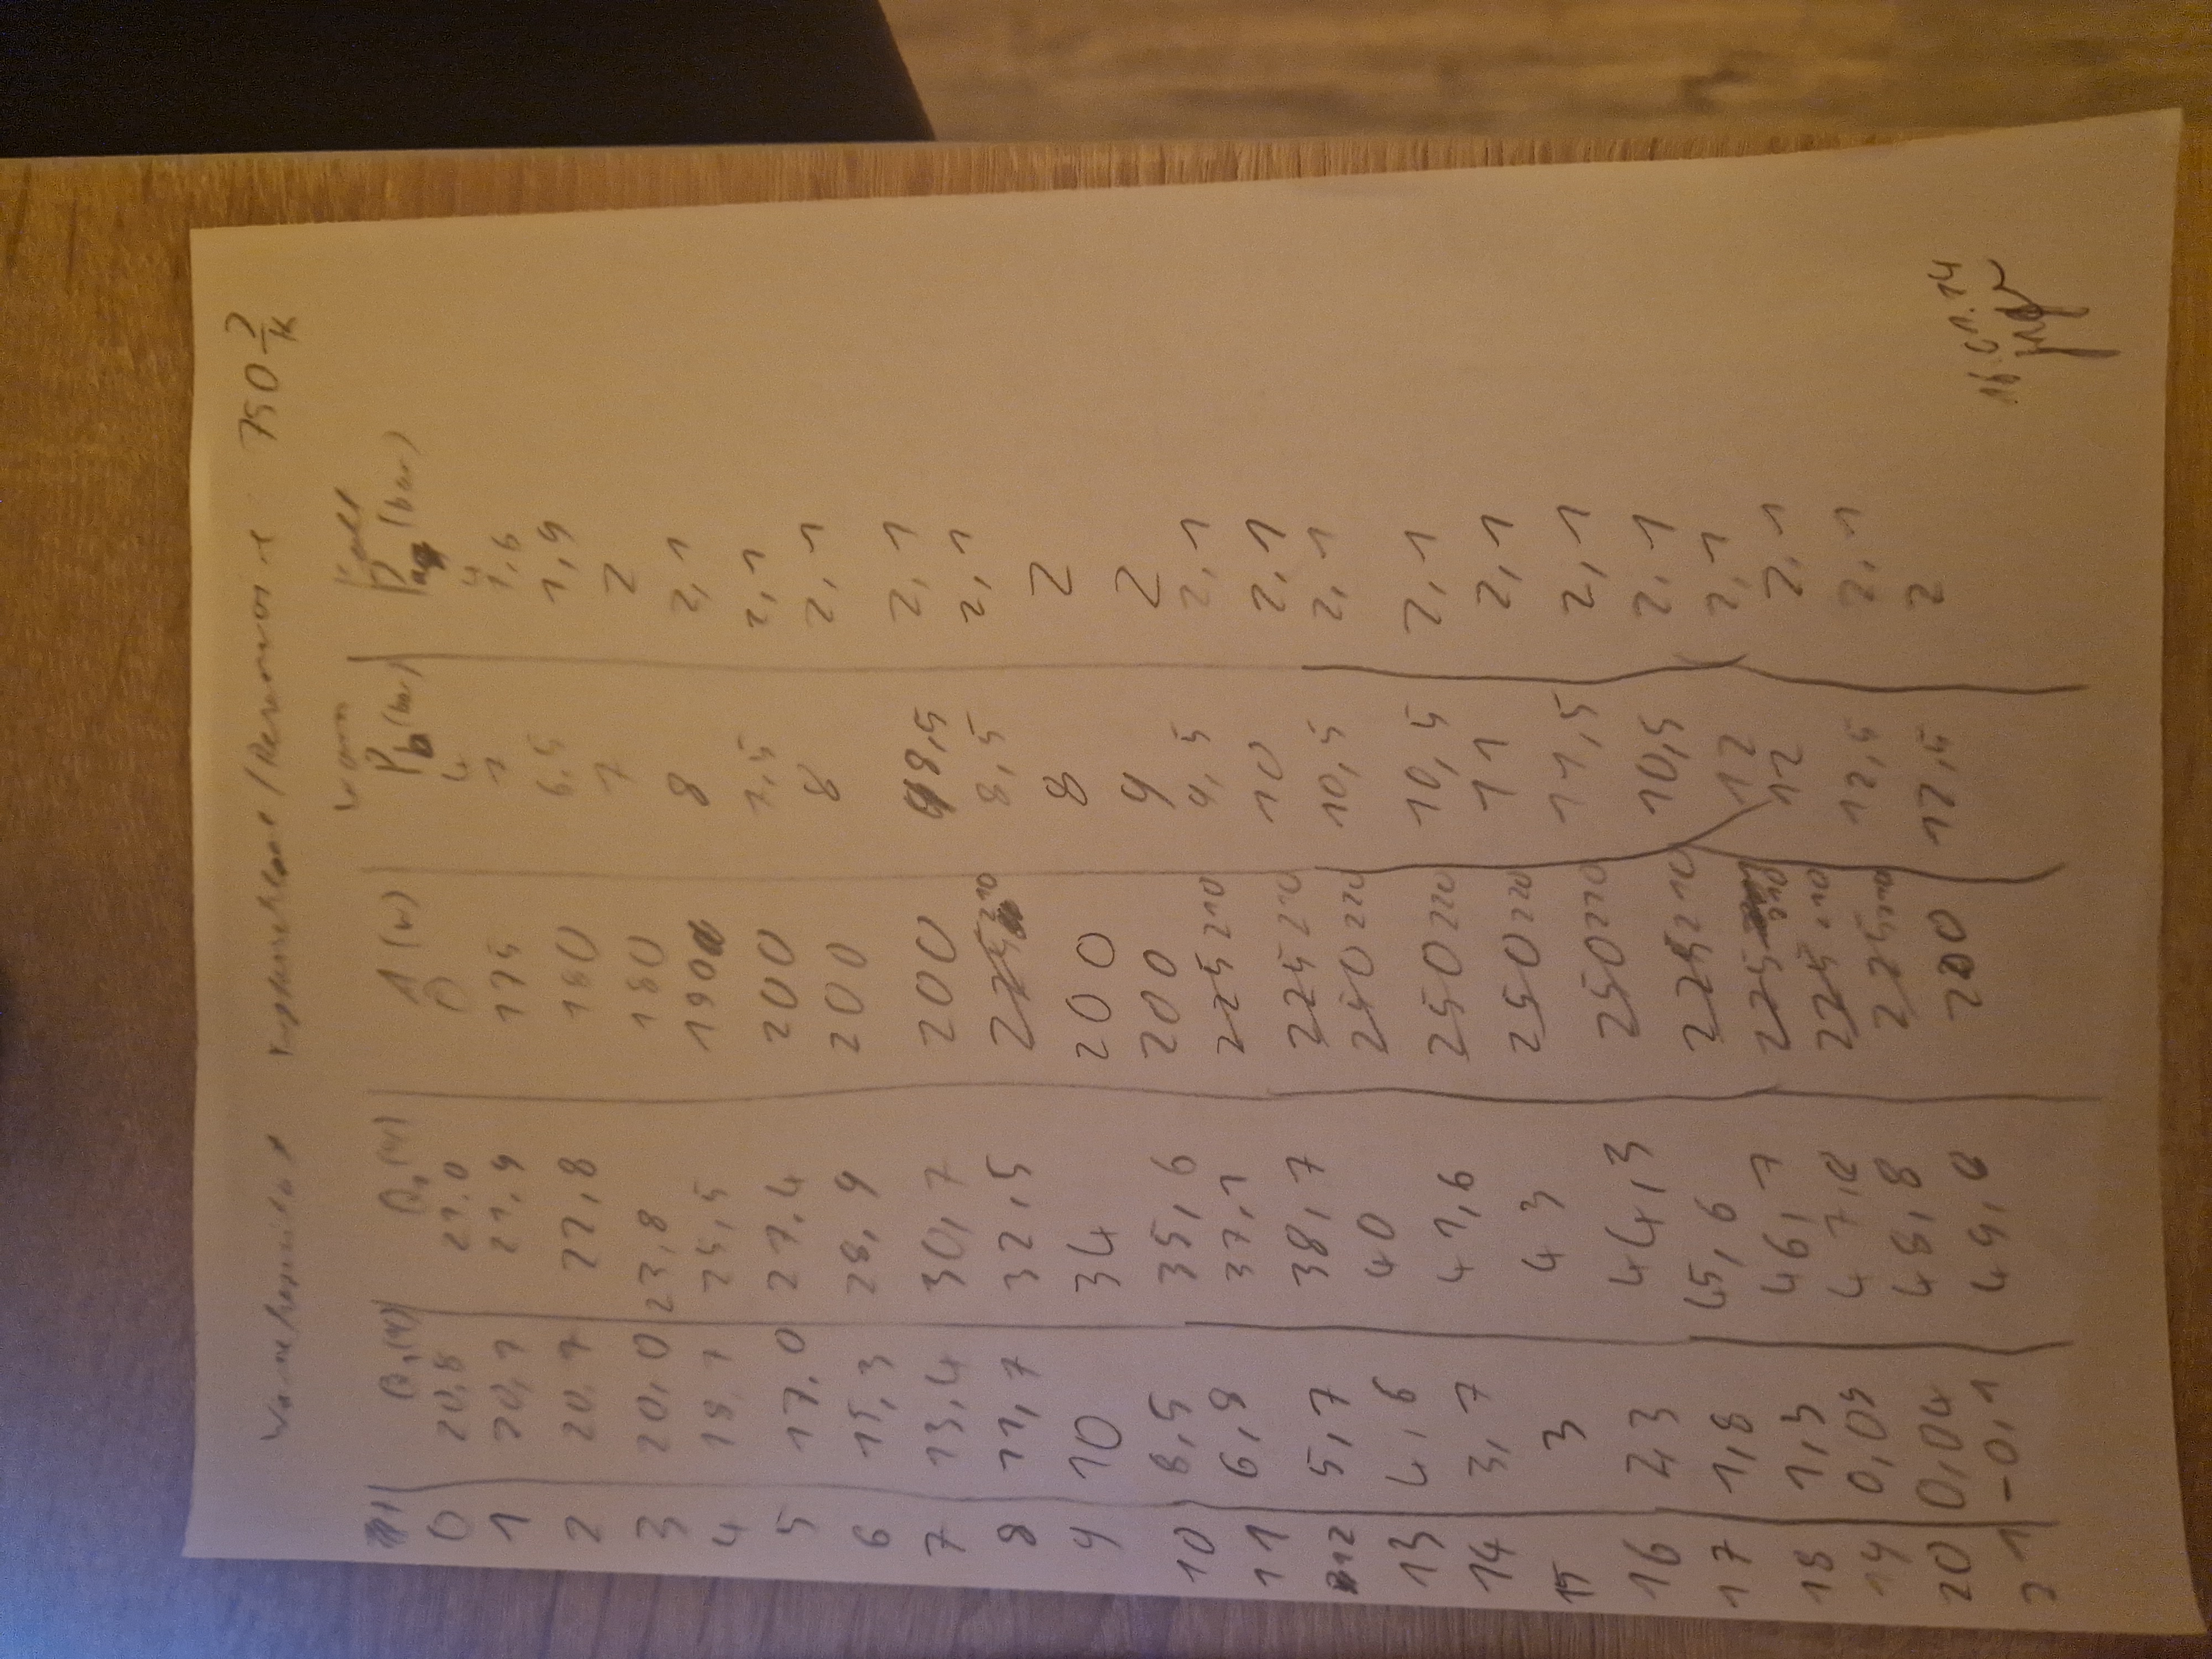 750 J/K
warm kalt
t (°C) (°C) A (W) Pb (bar) Pa (bar)
0 20,8 21,0 0 4 4
1 20,7 21,9 175 7 1,6
2 20,7 22,8 180 6,5 1,9
3 20,0 23,8 180 7 2
4 18,7 25,5 190 8 2,1
5 17,0 27,4 200 7,5 2,1
6 15,3 28,9 200 8 2,1
7 13,4 30,7 200 8,5 2,1
8 11,7 32,5 225 210 8,5 2,1
9 10 34 200 8 2
10 8,5 35,6 200 9 2
11 6,8 37,1 225 210 9,5 2,1
12 5,7 38,7 225 210 10 2,1
13 4,6 40 250 220 10,5 2,1
14 3,7 41,6 250 220 10,5 2,1
15 3 43 250 220 11 2,1
16 2,3 44,3 250 220 11,5 2,1
17 1,8 45,6 225 210 10,5 2,1
18 1,3 46,7 225 210 12 2,1
19 0,05 47,8 225 210 12 2,1
20 0,04 48,8 225 210 12,5 2,1
21 -0,1 49,8 200 12,5 2
16.01.24